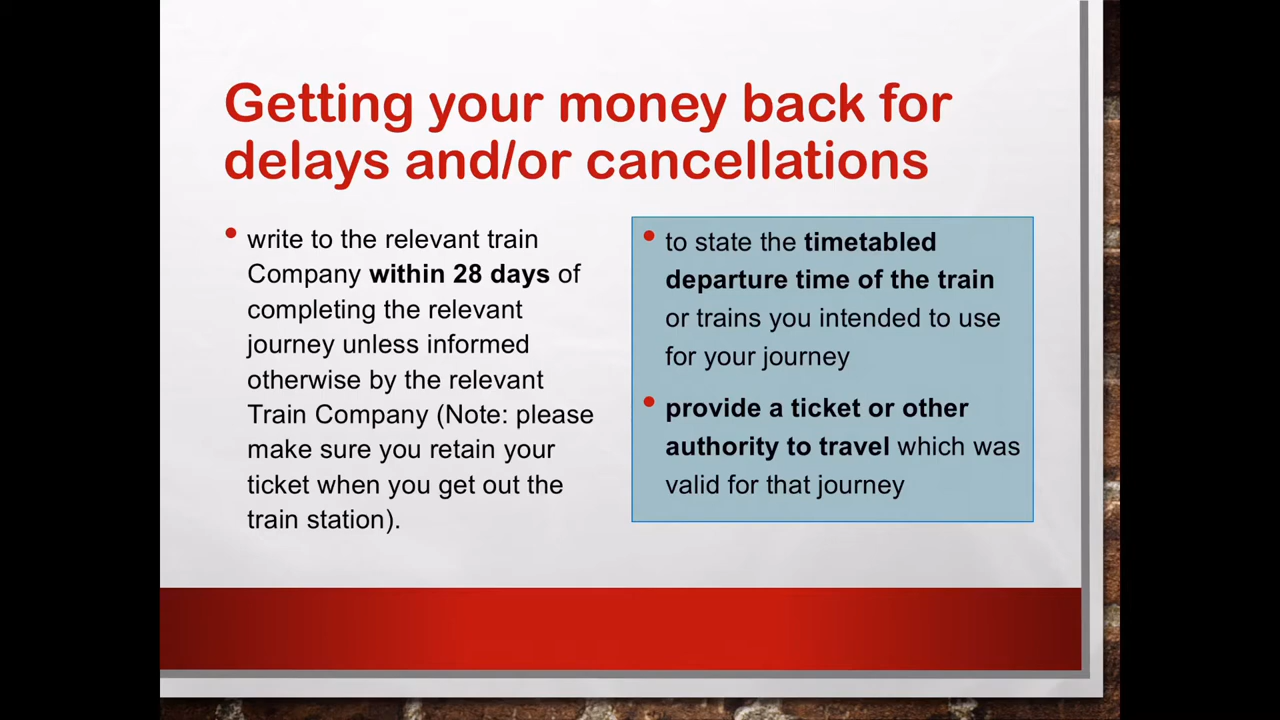 Getting your money back for
delays and/or cancellations
• write to the relevant train
Company within 28 days of
completing the relevant
journey unless informed
otherwise by the relevant
Train Company (Note: please
make sure you retain your
ticket when you get out the
train station).
• to state the timetabled
departure time of the train
or trains you intended to use
for your journey
• provide a ticket or other
authority to travel which was
valid for that journey